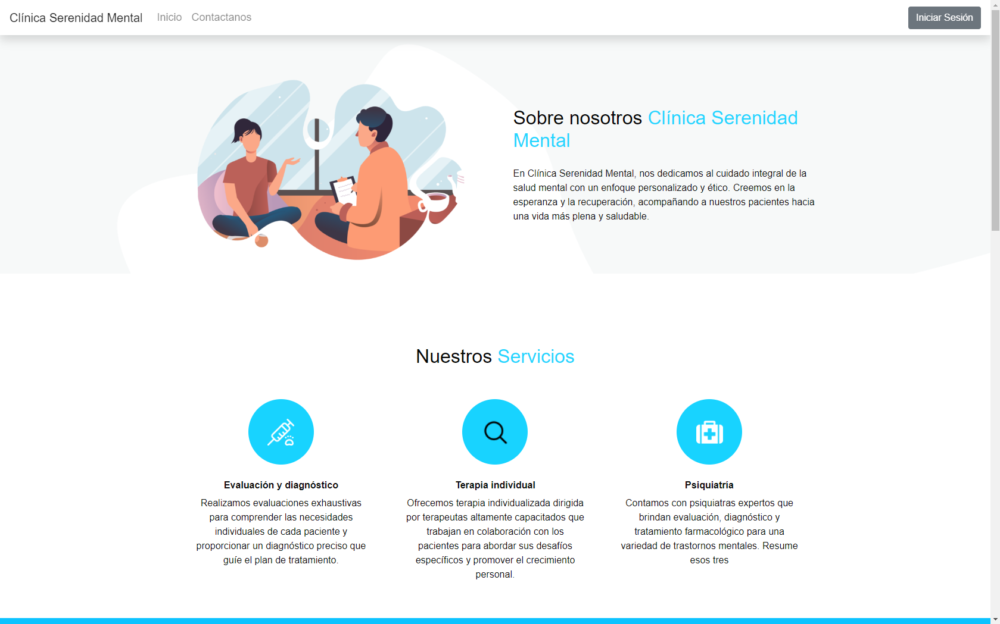 Clínica Serenidad Mental
Inicio
Contactanos
Iniciar Sesión
Sobre nosotros Clínica Serenidad
Mental
En Clínica Serenidad Mental, nos dedicamos al cuidado integral de la
salud mental con un enfoque personalizado y ético. Creemos en la
esperanza y la recuperación, acompañando a nuestros pacientes hacia
una vida más plena y saludable.
Nuestros Servicios
Evaluación y diagnóstico
Realizamos evaluaciones exhaustivas
para comprender las necesidades
individuales de cada paciente y
proporcionar un diagnóstico preciso que
guíe el plan de tratamiento.
Terapia individual
Ofrecemos terapia individualizada dirigida
por terapeutas altamente capacitados que
trabajan en colaboración con los
pacientes para abordar sus desafíos
específicos y promover el crecimiento
personal.
Psiquiatría
Contamos con psiquiatras expertos que
brindan evaluación, diagnóstico y
tratamiento farmacológico para una
variedad de trastornos mentales. Resume
esos tres